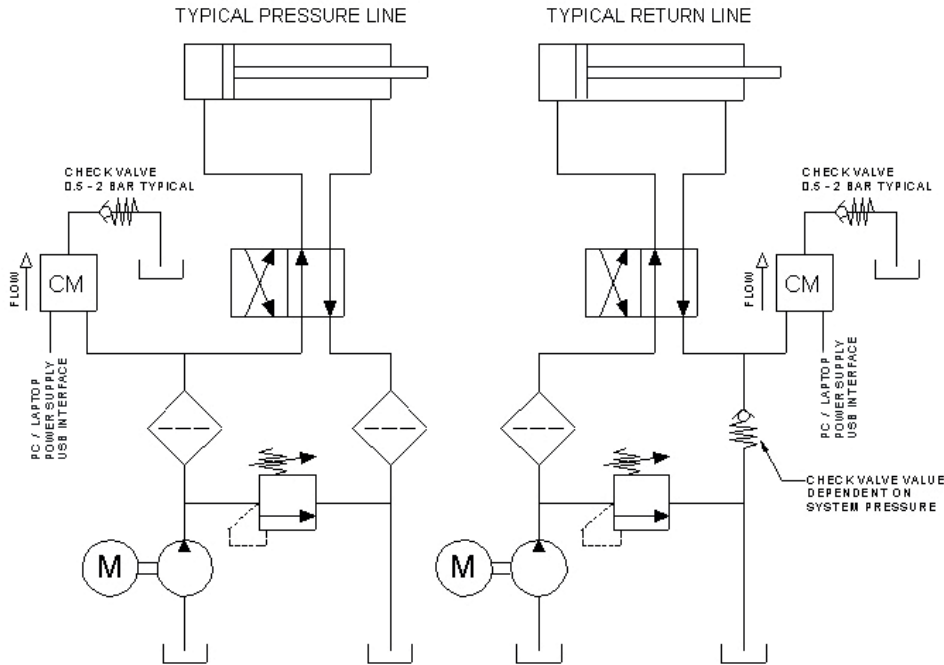 TYPICAL PRESSURE LINE
TYPICAL RETURN LINE
CHECK VALVE
0.5 - 2 BAR TYPICAL
FLOW
CM
PC / LAPTOP
POWER SUPPLY
USB INTERFACE
M
CHECK VALVE
0.5 - 2 BAR TYPICAL
FLOW
CM
PC / LAPTOP
POWER SUPPLY
USB INTERFACE
CHECK VALVE VALUE
DEPENDENT ON
SYSTEM PRESSURE
M